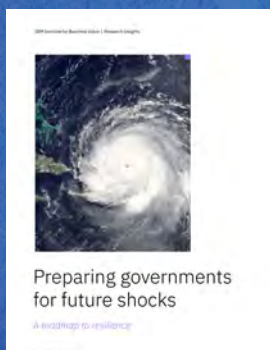 IBM Institute for Business Value | Research Insights
Preparing governments
for future shocks
A roadmap to resilience